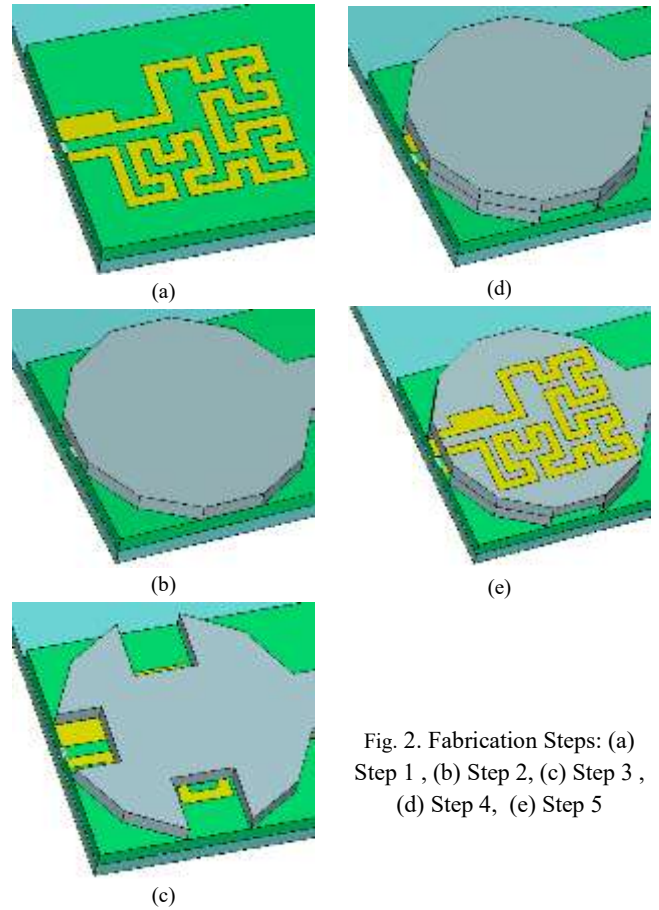 (a)
(d)
(b)
(e)
Fig. 2. Fabrication Steps: (a)
Step 1 , (b) Step 2, (c) Step 3 ,
(d) Step 4, (e) Step 5
(c)